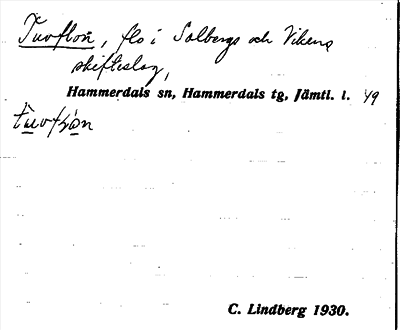 Tuvflon, flo i Solbergs och Vikens
skifteslag,
Hammerdals sn, Hammerdals tg, Jämtl. l. 49
C. Lindberg 1930.